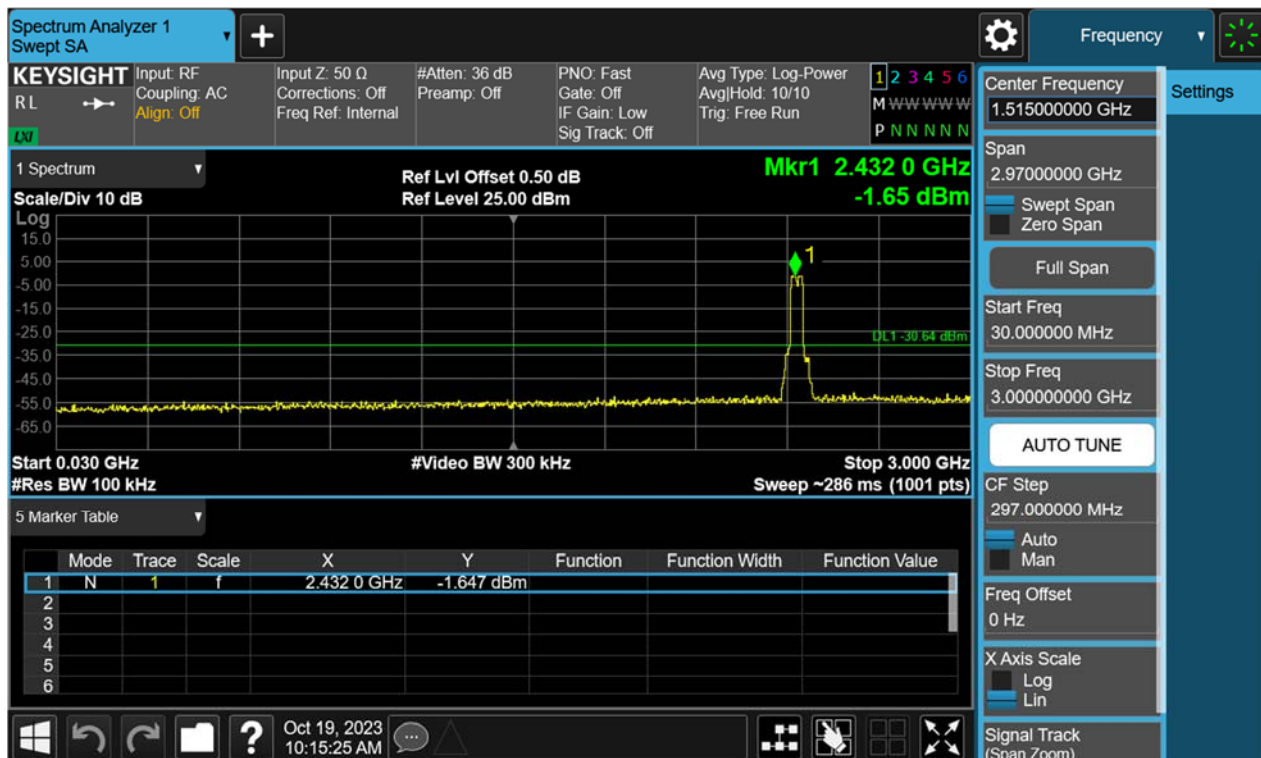 Spectrum Analyzer 1
Swept SA
Frequency
KEYSIGHT
RL
LXI
Input: RF
Coupling: AC
Align: Off
Input Z: 50 Ω
Corrections: Off
Freq Ref: Internal
#Atten: 36 dB
Preamp: Off
PNO: Fast
Gate: Off
IF Gain: Low
Sig Track: Off
Avg Type: Log-Power
Avg|Hold: 10/10
Trig: Free Run
1 2 3 4 5 6
M W W W W W
P N N N N N
1 Spectrum
Scale/Div 10 dB
Ref Lvl Offset 0.50 dB
Ref Level 25.00 dBm
Mkr1 2.432 0 GHz
-1.65 dBm
Log
15.0
5.00
-5.00
-15.0
-25.0
-35.0
-45.0
-55.0
-65.0
1
DL1 -30.64 dBm
Start 0.030 GHz
#Video BW 300 kHz
Stop 3.000 GHz
#Res BW 100 kHz
Sweep ~286 ms (1001 pts)
5 Marker Table
Mode Trace Scale X Y Function Function Width Function Value
1 N 1 f 2.432 0 GHz -1.647 dBm
2
3
4
5
6
Oct 19, 2023
10:15:25 AM
?
Center Frequency
1.515000000 GHz
Settings
Span
2.97000000 GHz
Swept Span
Zero Span
Full Span
Start Freq
30.000000 MHz
Stop Freq
3.000000000 GHz
AUTO TUNE
CF Step
297.000000 MHz
Auto
Man
Freq Offset
0 Hz
X Axis Scale
Log
Lin
Signal Track
(Span Zoom)